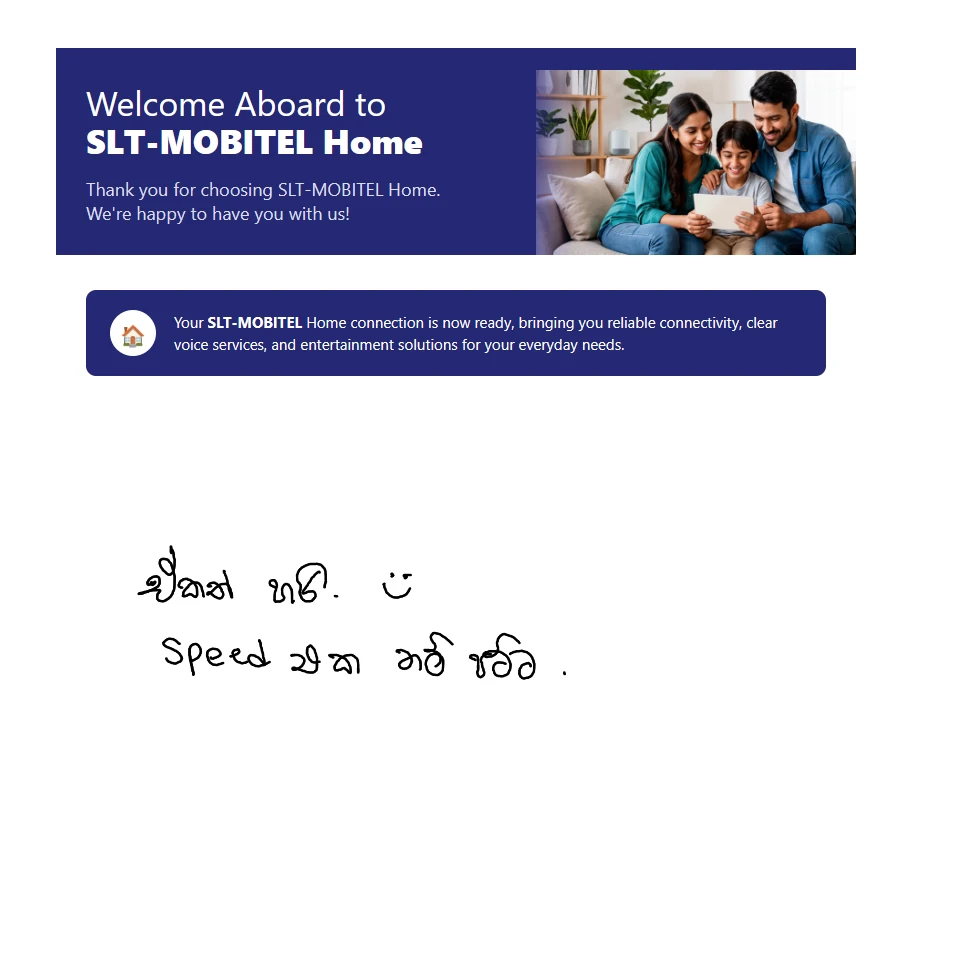 Welcome Aboard to
SLT-MOBITEL Home
Thank you for choosing SLT-MOBITEL Home.
We're happy to have you with us!
Your SLT-MOBITEL Home connection is now ready, bringing you reliable connectivity, clear
voice services, and entertainment solutions for your everyday needs.
ඒකත් හරි.
Speed එක නම් පට්ට .